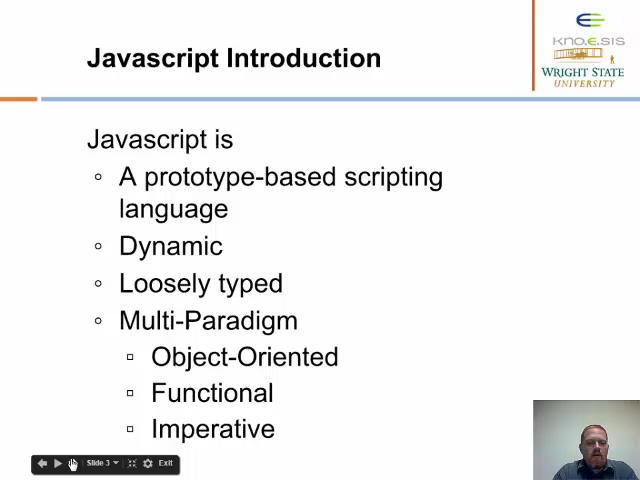 Javascript Introduction
KNO.E.SIS
WRIGHT STATE
UNIVERSITY
Javascript is
A prototype-based scripting
language
Dynamic
Loosely typed
Multi-Paradigm
Object-Oriented
Functional
Imperative
Slide 3
Exit